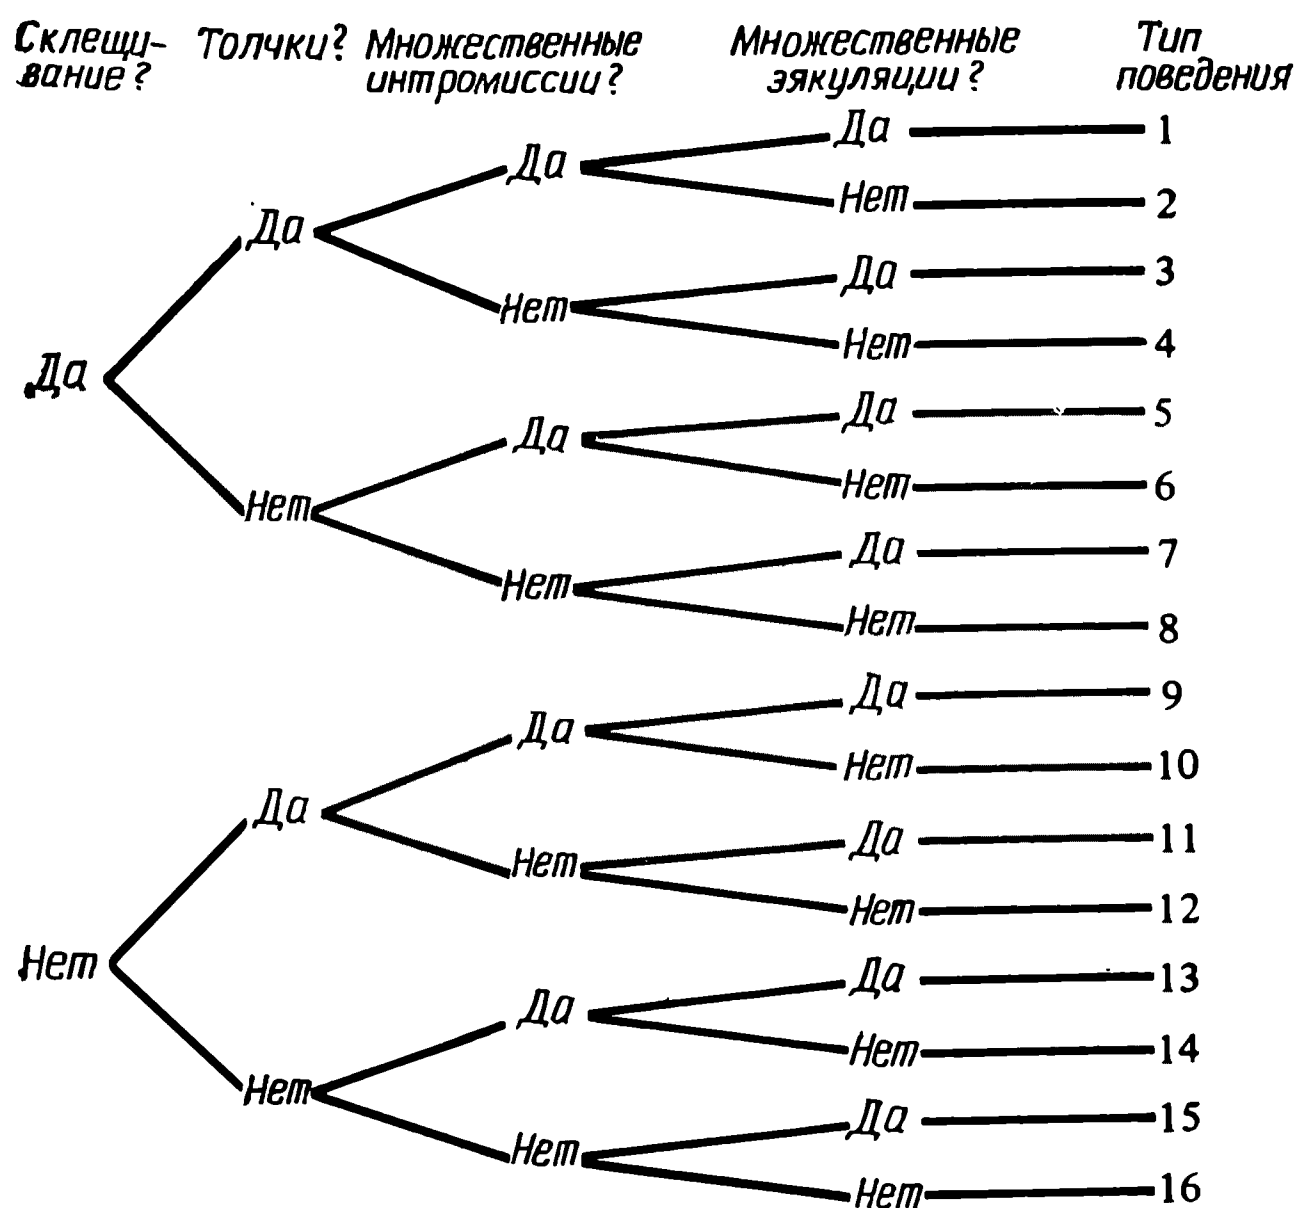 Склещи-
вание?
Толчки?
Множественные
интромиссии?
Множественные
эякуляции?
Тип
поведения
Да 1
Да
Нет 2
Да
Да 3
Нет
Нет 4
Да
Да 5
Да
Нет 6
Нет
Да 7
Нет
Нет 8
Да 9
Да
Нет 10
Да
Да 11
Нет
Нет 12
Нет
Да 13
Да
Нет 14
Нет
Да 15
Нет
Нет 16